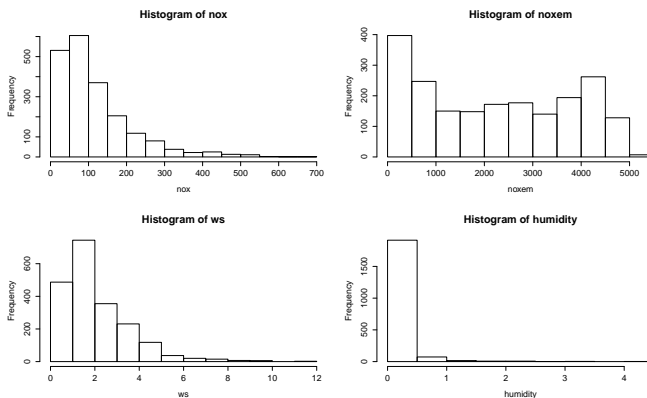 Histogram of nox
Frequency
0 100 300 500
0 100 200 300 400 500 600 700
nox
Histogram of noxem
Frequency
0 100 200 300 400
0 1000 2000 3000 4000 5000
noxem
Histogram of ws
Frequency
0 200 400 600
0 2 4 6 8 10 12
ws
Histogram of humidity
Frequency
0 500 1000 1500
0 1 2 3 4
humidity